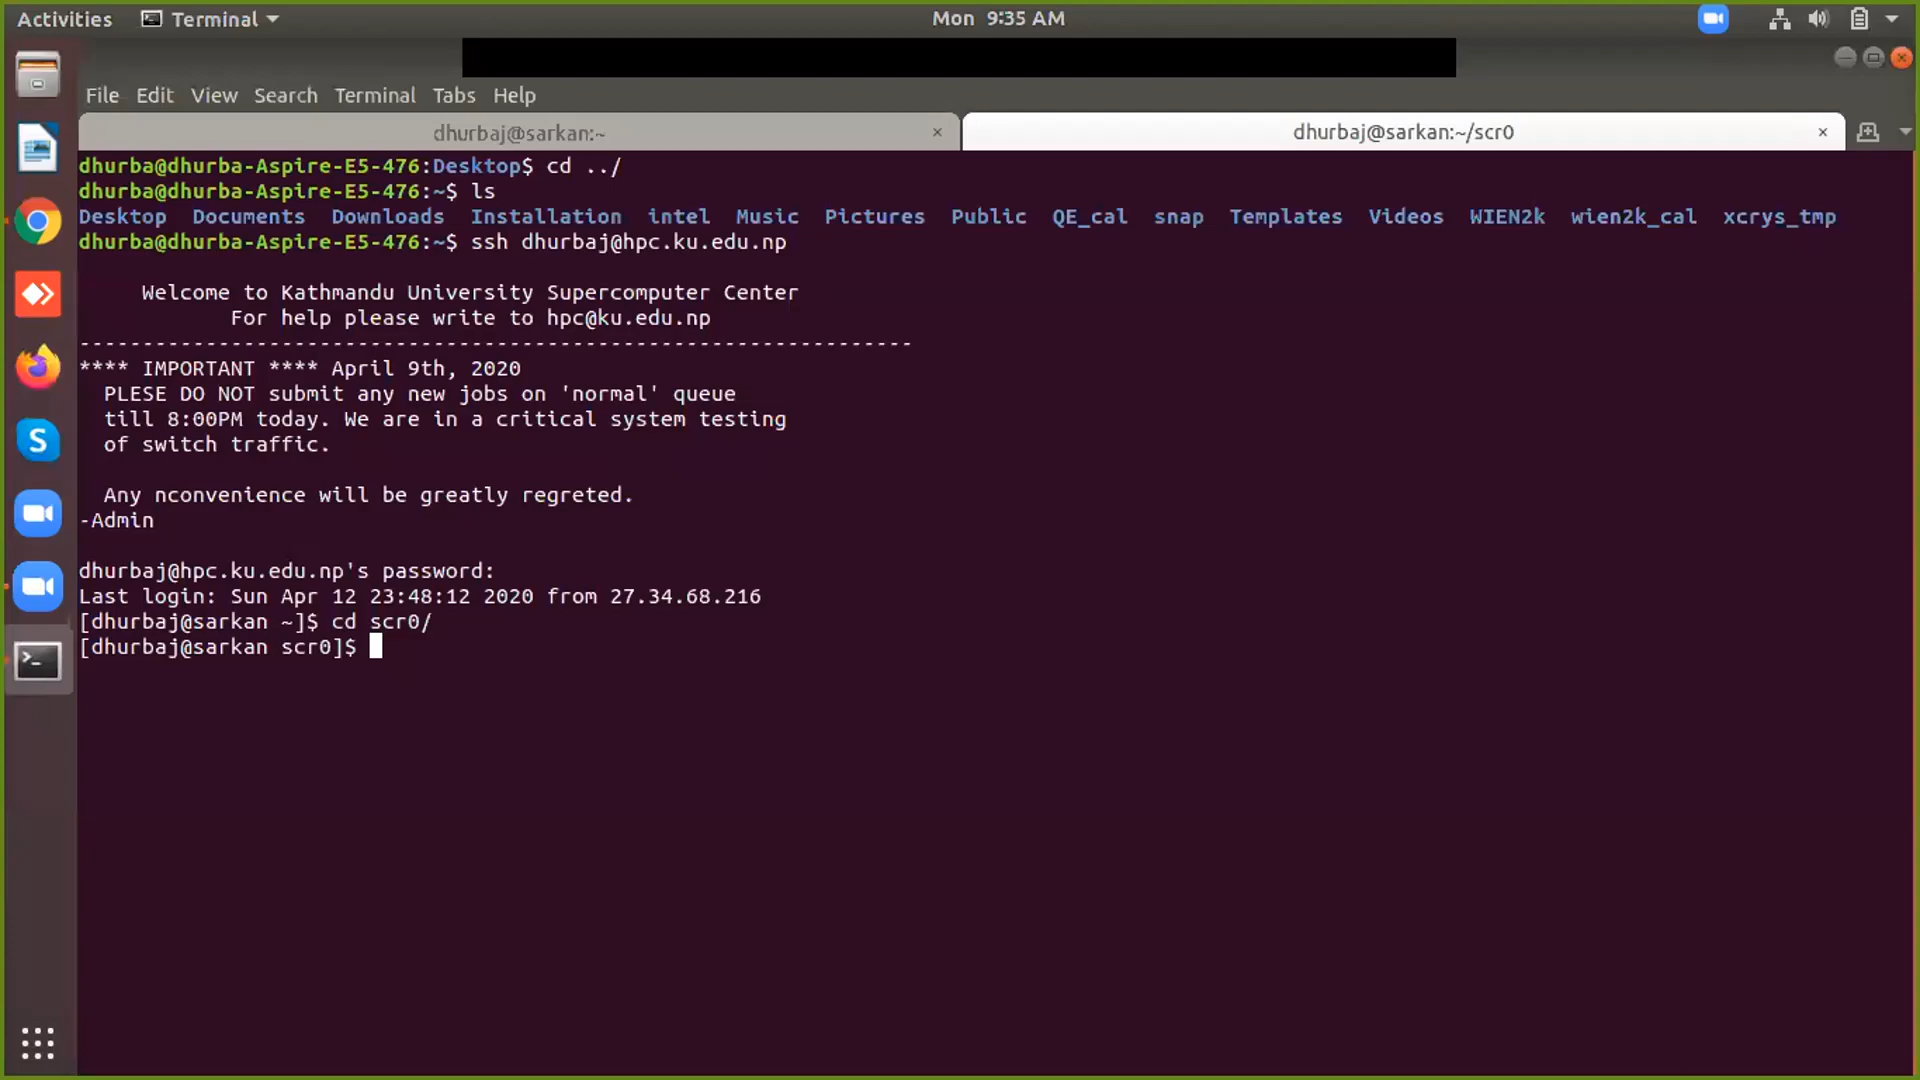 Activities Terminal Mon 9:35 AM
File Edit View Search Terminal Tabs Help
dhurbaj@sarkan:~ × dhurbaj@sarkan:~/scr0 ×
dhurba@dhurba-Aspire-E5-476:Desktop$ cd ../
dhurba@dhurba-Aspire-E5-476:~$ ls
Desktop Documents Downloads Installation intel Music Pictures Public QE_cal snap Templates Videos WIEN2k wien2k_cal xcrys_tmp
dhurba@dhurba-Aspire-E5-476:~$ ssh dhurbaj@hpc.ku.edu.np
Welcome to Kathmandu University Supercomputer Center
For help please write to hpc@ku.edu.np
------------------------------------------------------------------
**** IMPORTANT **** April 9th, 2020
PLESE DO NOT submit any new jobs on 'normal' queue
till 8:00PM today. We are in a critical system testing
of switch traffic.
Any nconvenience will be greatly regreted.
-Admin
dhurbaj@hpc.ku.edu.np's password:
Last login: Sun Apr 12 23:48:12 2020 from 27.34.68.216
[dhurbaj@sarkan ~]$ cd scr0/
[dhurbaj@sarkan scr0]$